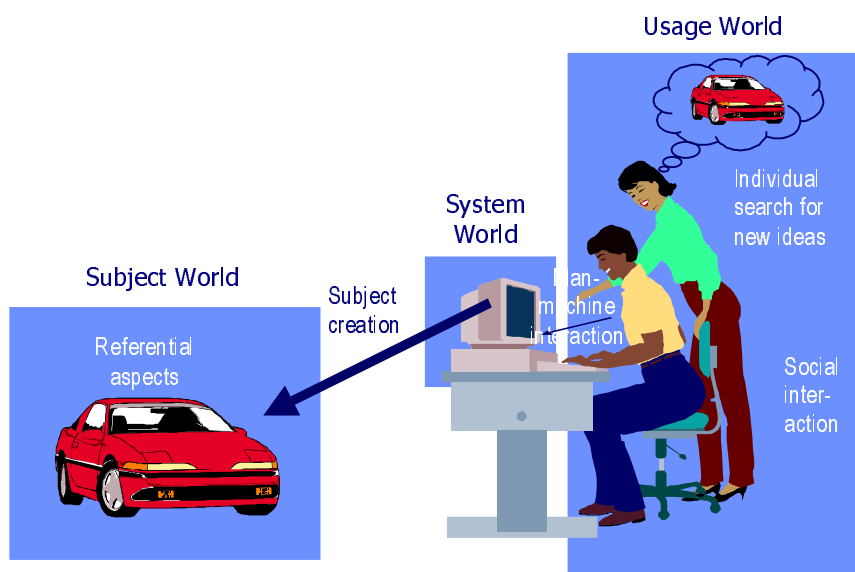 Usage World
Individual
search for
new ideas
System
World
Man-
machine
interaction
Subject World
Subject
creation
Referential
aspects
Social
inter-
action